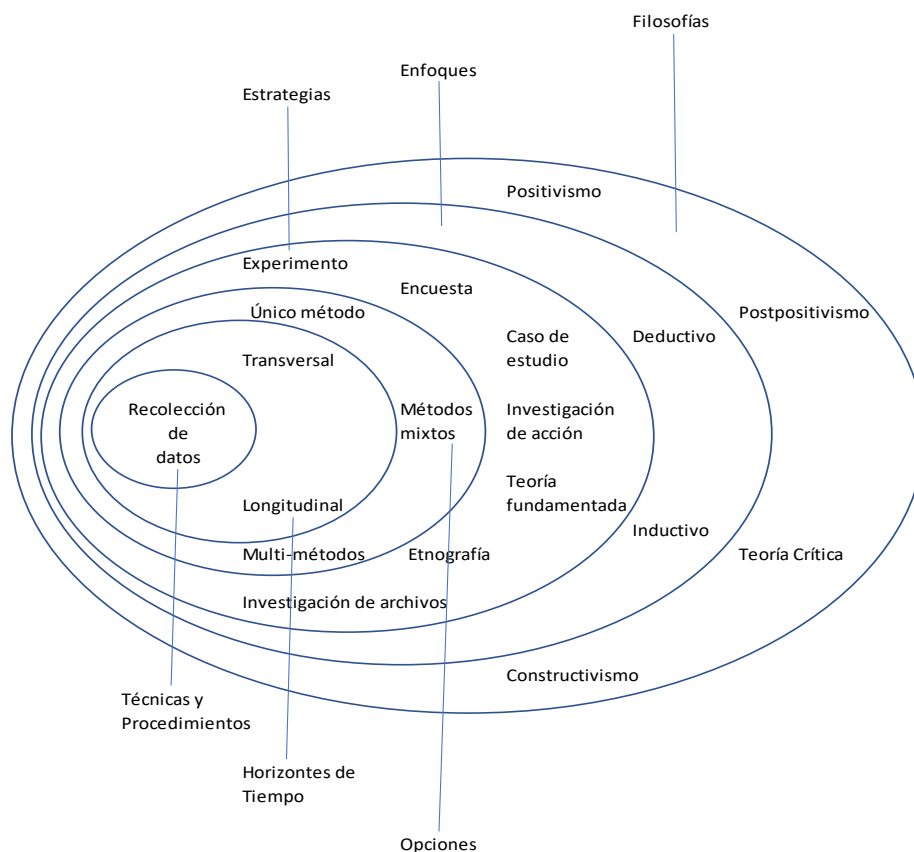 Filosofías
Enfoques
Estrategias
Positivismo
Experimento
Encuesta
Único método
Postpositivismo
Caso de
estudio
Deductivo
Transversal
Recolección
de
datos
Métodos
mixtos
Investigación
de acción
Teoría
fundamentada
Longitudinal
Inductivo
Multi-métodos
Etnografía
Teoría Crítica
Investigación de archivos
Constructivismo
Técnicas y
Procedimientos
Horizontes de
Tiempo
Opciones